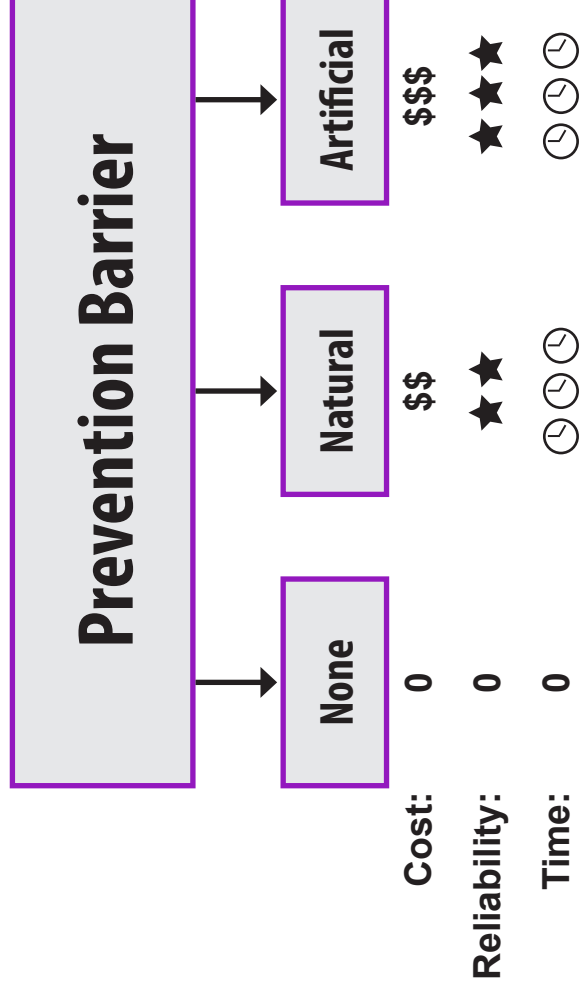 Prevention Barrier
None Natural Artificial
Cost: 0 $$ $$$
Reliability: 0 ★★ ★★★
Time: 0